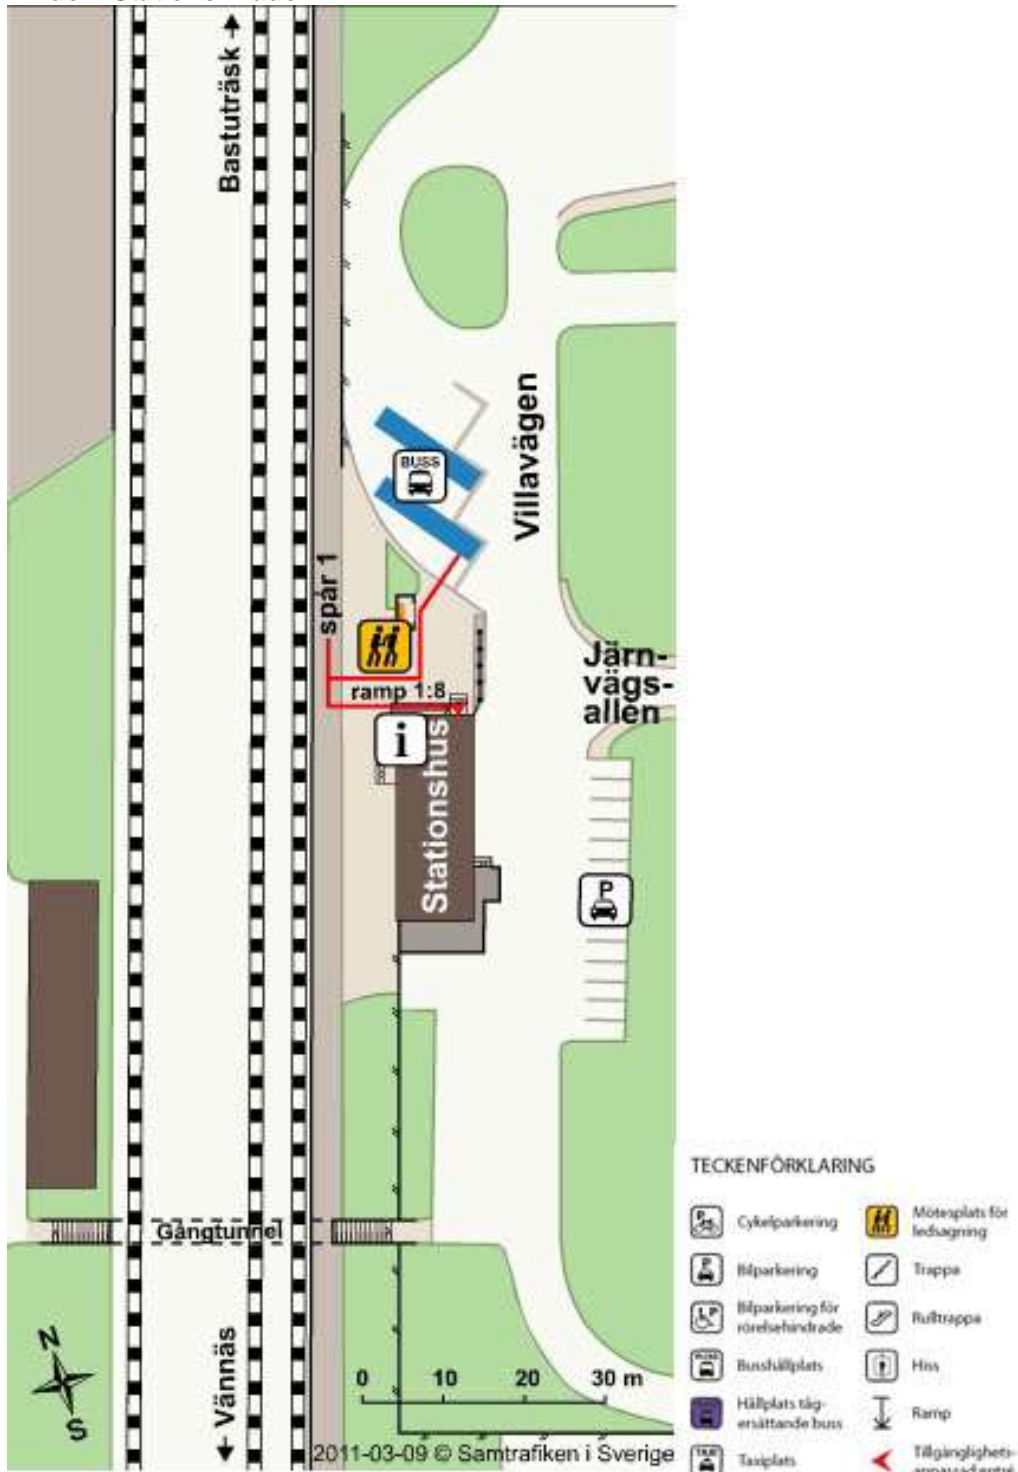 Bastuträsk
Villavägen
BUSS
spår 1
Järn-
vägs-
allen
ramp 1:8
i
Stationshus
P
Gångtunnel
Vännäs
N
S
0 10 20 30 m
2011-03-09 © Samtrafiken i Sverige
TECKENFÖRKLARING
Cykelparkering
Bilparkering
Bilparkering för
rörelsehindrade
Busshållplats
Hållplats tåg-
ersättande buss
Taxiplats
Mötesplats för
ledsagning
Trappa
Rulltrappa
Hiss
Ramp
Tillgänglighets-